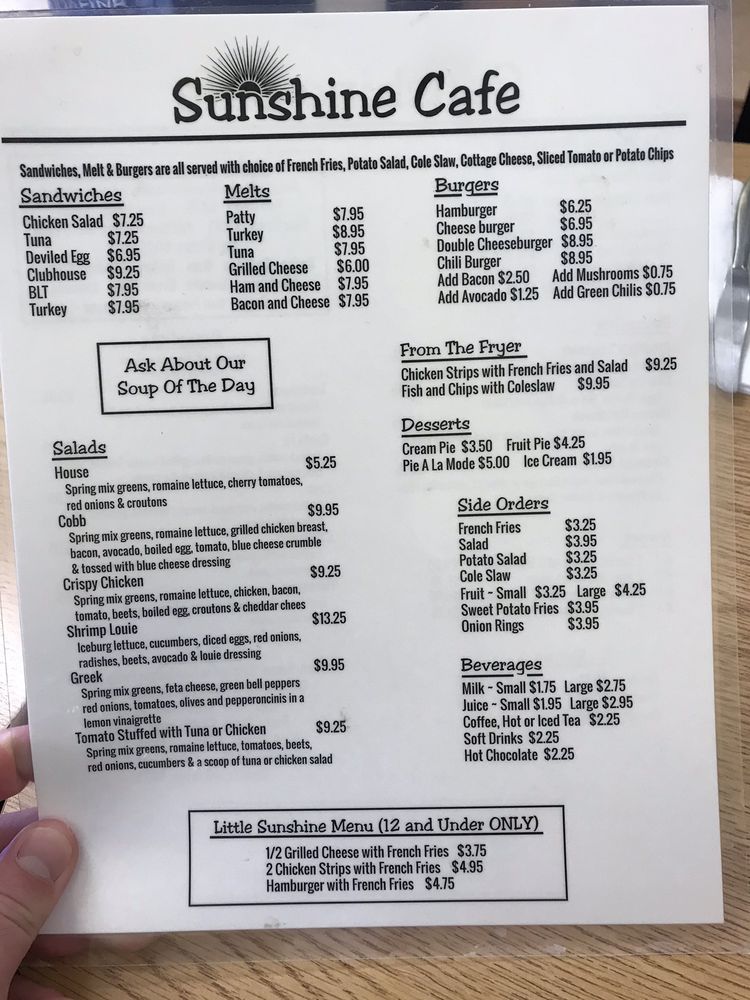 Sunshine Cafe
Sandwiches, Melt & Burgers are all served with choice of French Fries, Potato Salad, Cole Slaw, Cottage Cheese, Sliced Tomato or Potato Chips
Sandwiches
Chicken Salad $7.25
Tuna $7.25
Deviled Egg $6.95
Clubhouse $9.25
BLT $7.95
Turkey $7.95
Melts
Patty $7.95
Turkey $8.95
Tuna $7.95
Grilled Cheese $6.00
Ham and Cheese $7.95
Bacon and Cheese $7.95
Burgers
Hamburger $6.25
Cheese burger $6.95
Double Cheeseburger $8.95
Chili Burger $8.95
Add Bacon $2.50 Add Mushrooms $0.75
Add Avocado $1.25 Add Green Chilis $0.75
Ask About Our
Soup Of The Day
From The Fryer
Chicken Strips with French Fries and Salad $9.25
Fish and Chips with Coleslaw $9.95
Desserts
Cream Pie $3.50 Fruit Pie $4.25
Pie A La Mode $5.00 Ice Cream $1.95
Salads
House $5.25
Spring mix greens, romaine lettuce, cherry tomatoes,
red onions & croutons
Cobb $9.95
Spring mix greens, romaine lettuce, grilled chicken breast,
bacon, avocado, boiled egg, tomato, blue cheese crumble
& tossed with blue cheese dressing
Crispy Chicken $9.25
Spring mix greens, romaine lettuce, chicken, bacon,
tomato, beets, boiled egg, croutons & cheddar chees
Shrimp Louie $13.25
Iceburg lettuce, cucumbers, diced eggs, red onions,
radishes, beets, avocado & louie dressing
Greek $9.95
Spring mix greens, feta cheese, green bell peppers
red onions, tomatoes, olives and pepperoncinis in a
lemon vinaigrette
Tomato Stuffed with Tuna or Chicken $9.25
Spring mix greens, romaine lettuce, tomatoes, beets,
red onions, cucumbers & a scoop of tuna or chicken salad
Side Orders
French Fries $3.25
Salad $3.95
Potato Salad $3.25
Cole Slaw $3.25
Fruit ~ Small $3.25 Large $4.25
Sweet Potato Fries $3.95
Onion Rings $3.95
Beverages
Milk ~ Small $1.75 Large $2.75
Juice ~ Small $1.95 Large $2.95
Coffee, Hot or Iced Tea $2.25
Soft Drinks $2.25
Hot Chocolate $2.25
Little Sunshine Menu (12 and Under ONLY)
1/2 Grilled Cheese with French Fries $3.75
2 Chicken Strips with French Fries $4.95
Hamburger with French Fries $4.75